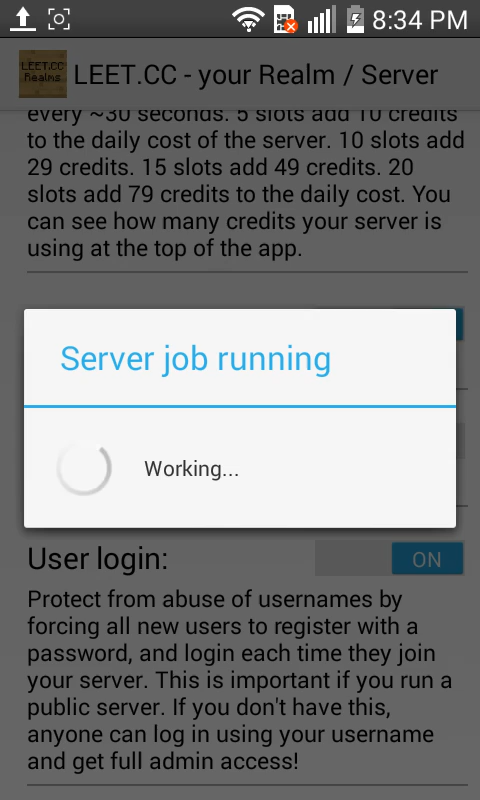 8:34 PM
LEET.CC
Realms
LEET.CC - your Realm / Server
every ~30 seconds. 5 slots add 10 credits
to the daily cost of the server. 10 slots add
29 credits. 15 slots add 49 credits. 20
slots add 79 credits to the daily cost. You
can see how many credits your server is
using at the top of the app.
Server job running
Working...
User login:
ON
Protect from abuse of usernames by
forcing all new users to register with a
password, and login each time they join
your server. This is important if you run a
public server. If you don't have this,
anyone can log in using your username
and get full admin access!